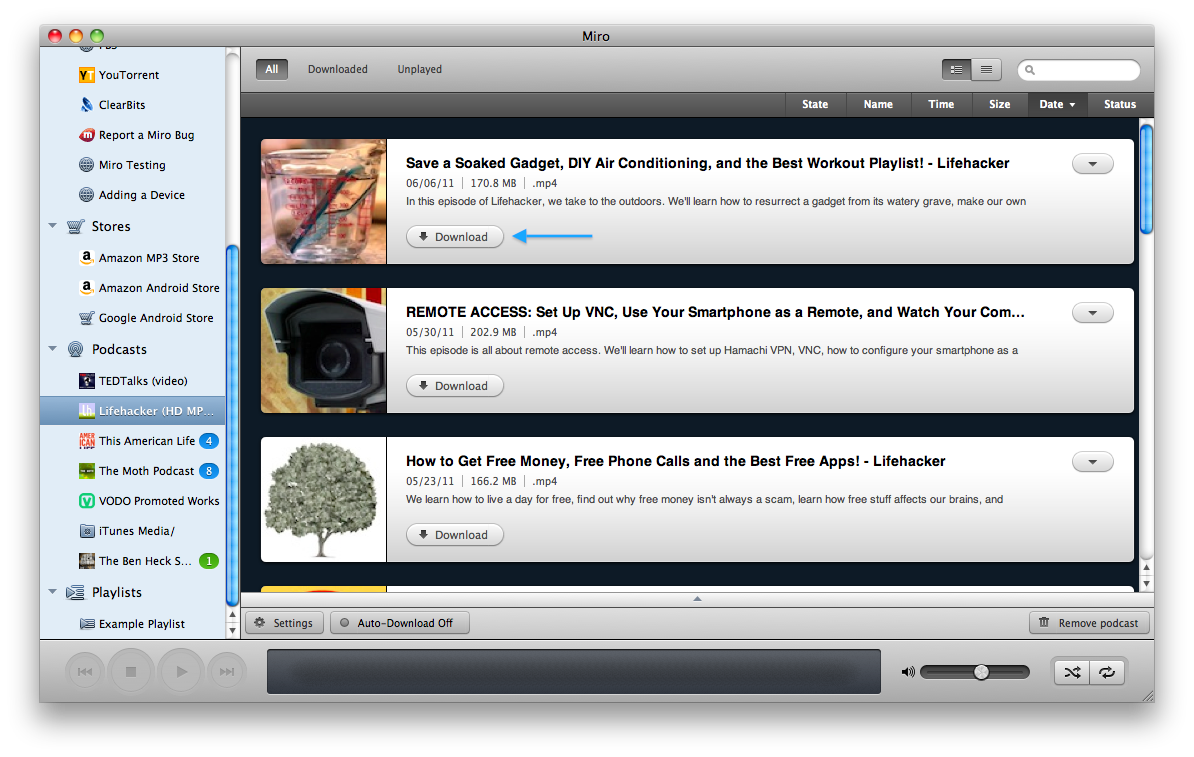 Miro
PBS
YouTorrent
ClearBits
Report a Miro Bug
Miro Testing
Adding a Device
Stores
Amazon MP3 Store
Amazon Android Store
Google Android Store
Podcasts
TEDTalks (video)
Lifehacker (HD MP...
This American Life 4
The Moth Podcast 8
VODO Promoted Works
iTunes Media/
The Ben Heck S... 1
Playlists
Example Playlist
All Downloaded Unplayed
State Name Time Size Date Status
Save a Soaked Gadget, DIY Air Conditioning, and the Best Workout Playlist! - Lifehacker
06/06/11 170.8 MB .mp4
In this episode of Lifehacker, we take to the outdoors. We'll learn how to resurrect a gadget from its watery grave, make our own
Download
REMOTE ACCESS: Set Up VNC, Use Your Smartphone as a Remote, and Watch Your Com...
05/30/11 202.9 MB .mp4
This episode is all about remote access. We'll learn how to set up Hamachi VPN, VNC, how to configure your smartphone as a
Download
How to Get Free Money, Free Phone Calls and the Best Free Apps! - Lifehacker
05/23/11 166.2 MB .mp4
We learn how to live a day for free, find out why free money isn't always a scam, learn how free stuff affects our brains, and
Download
Settings Auto-Download Off Remove podcast